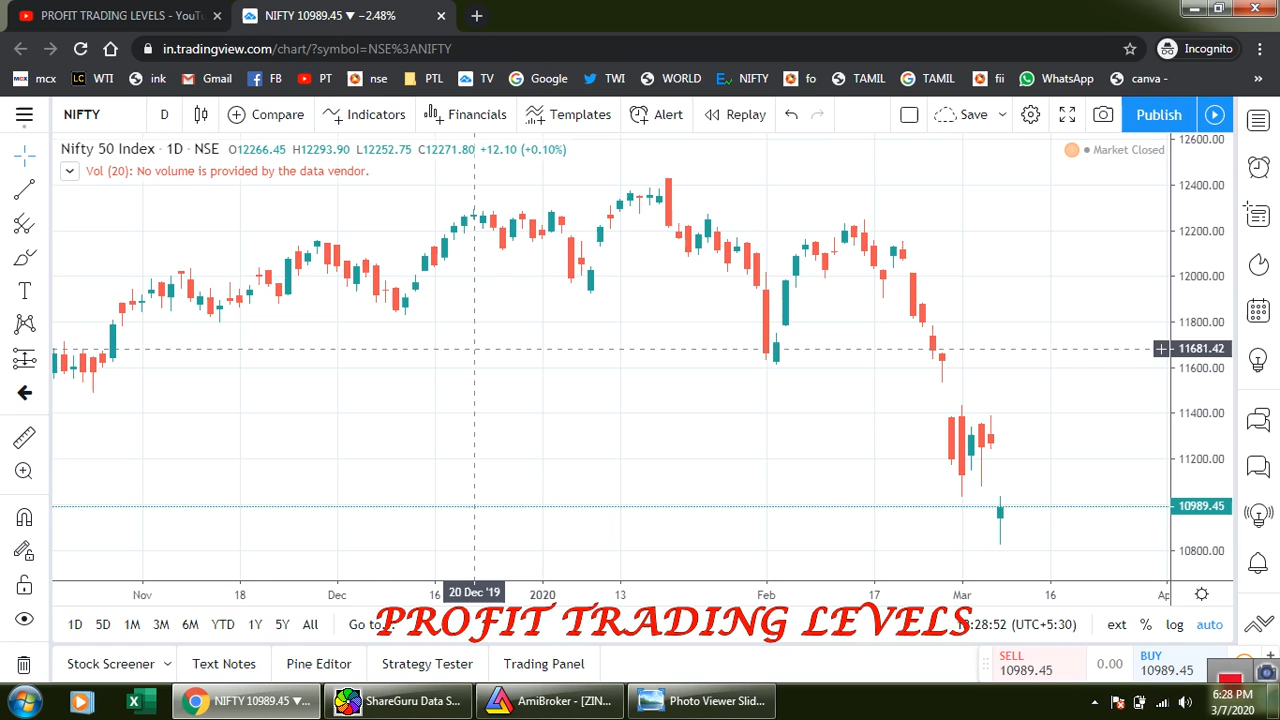 PROFIT TRADING LEVELS - YouTu
NIFTY 10989.45 ▼ −2.48%
in.tradingview.com/chart/?symbol=NSE%3ANIFTY
Incognito
mcx WTI ink Gmail FB PT nse PTL TV Google TWI WORLD NIFTY fo TAMIL TAMIL fii WhatsApp canva - »
NIFTY D Compare Indicators Financials Templates Alert Replay Save Publish
Nifty 50 Index · 1D · NSE O12266.45 H12293.90 L12252.75 C12271.80 +12.10 (+0.10%)
Market Closed
Vol (20): No volume is provided by the data vendor.
12600.00
12400.00
12200.00
12000.00
11800.00
11681.42
11600.00
11400.00
11200.00
10989.45
10800.00
Nov 18 Dec 16 20 Dec '19 2020 13 Feb 17 Mar 16 Ap
1D 5D 1M 3M 6M YTD 1Y 5Y All Go to...
PROFIT TRADING LEVELS
:28:52 (UTC+5:30) ext % log auto
Stock Screener Text Notes Pine Editor Strategy Tester Trading Panel
SELL 0.00 BUY
10989.45 10989.45
NIFTY 10989.45 ▼... ShareGuru Data S... AmiBroker - [ZIN... Photo Viewer Slid...
6:28 PM
3/7/2020